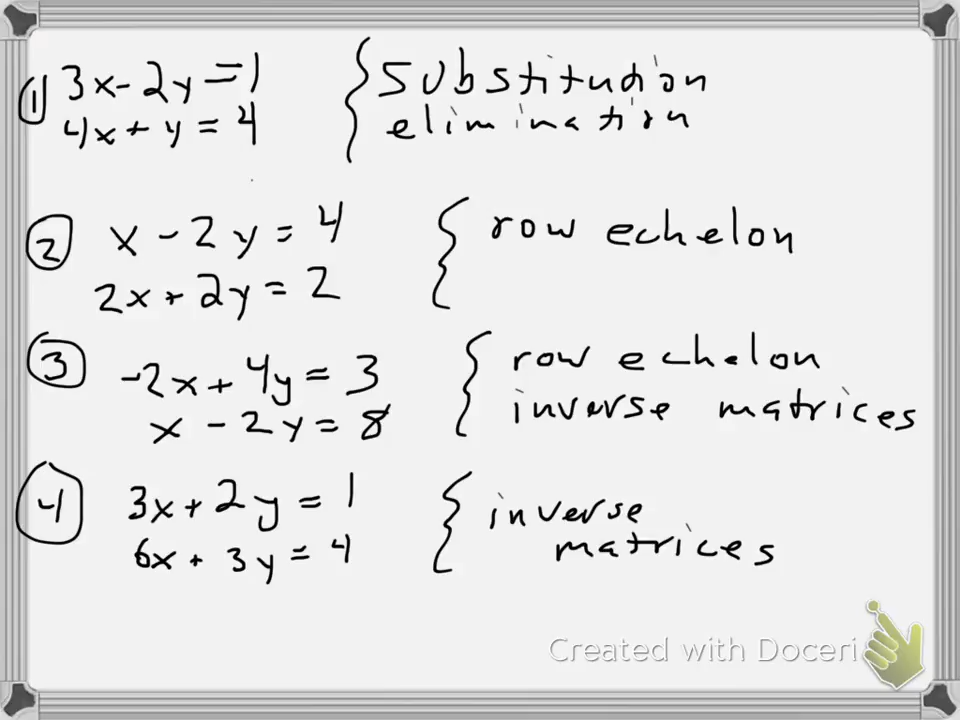 ① 3x - 2y = 1 { substitution
4x + y = 4 elimination
② x - 2y = 4 { row echelon
2x + 2y = 2
③ -2x + 4y = 3 { row echelon
x - 2y = 8 inverse matrices
④ 3x + 2y = 1 { inverse
6x + 3y = 4 matrices
Created with Doceri